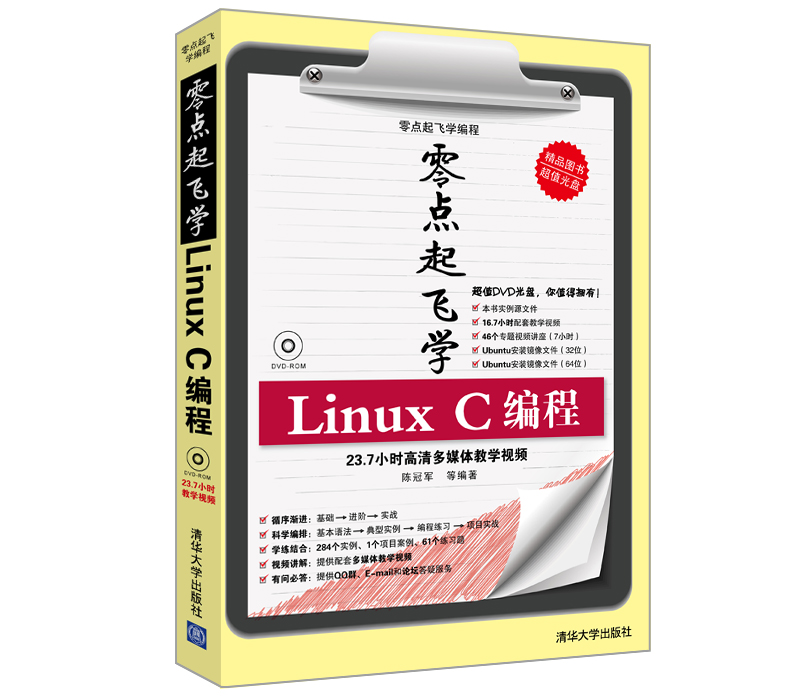 零点起飞
学编程
零点起飞学
Linux C编程
DVD-ROM
23.7小时
教学视频
清华大学出版社
零点起飞学编程
零点起飞学
精品图书
超值光盘
超值DVD光盘，你值得拥有！
本书实例源文件
16.7小时配套教学视频
46个专题视频讲座（7小时）
Ubuntu安装镜像文件（32位）
Ubuntu安装镜像文件（64位）
DVD-ROM
Linux C编程
23.7小时高清多媒体教学视频
陈冠军 等编著
循序渐进：基础→进阶→实战
科学编排：基本语法→典型实例→编程练习→项目实战
学练结合：284个实例、1个项目案例、61个练习题
视频讲解：提供配套多媒体教学视频
有问必答：提供QQ群、E-mail和论坛答疑服务
清华大学出版社